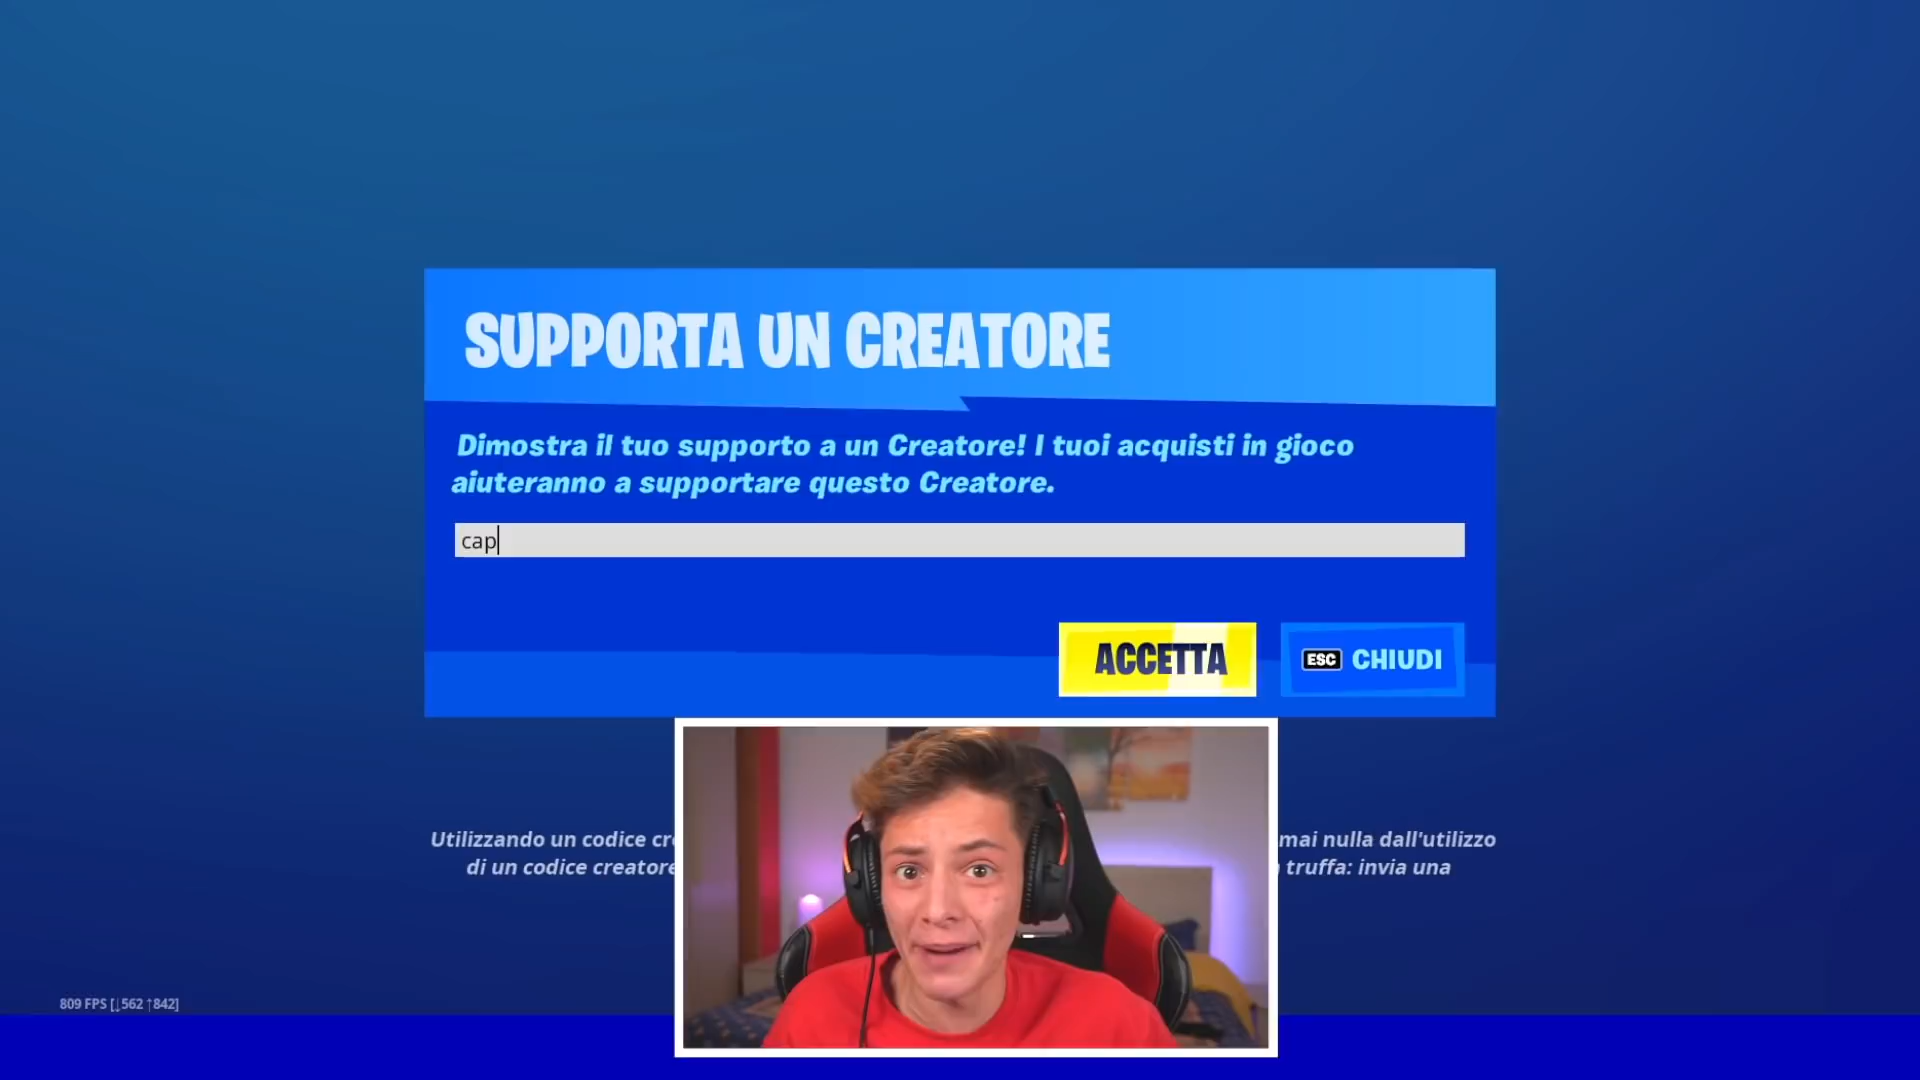 SUPPORTA UN CREATORE
Dimostra il tuo supporto a un Creatore! I tuoi acquisti in gioco
aiuteranno a supportare questo Creatore.
cap
ACCETTA
ESC CHIUDI
Utilizzando un codice mai nulla dall'utilizzo
di un codice creatore truffa: invia una
809 FPS [↓562 ↑842]